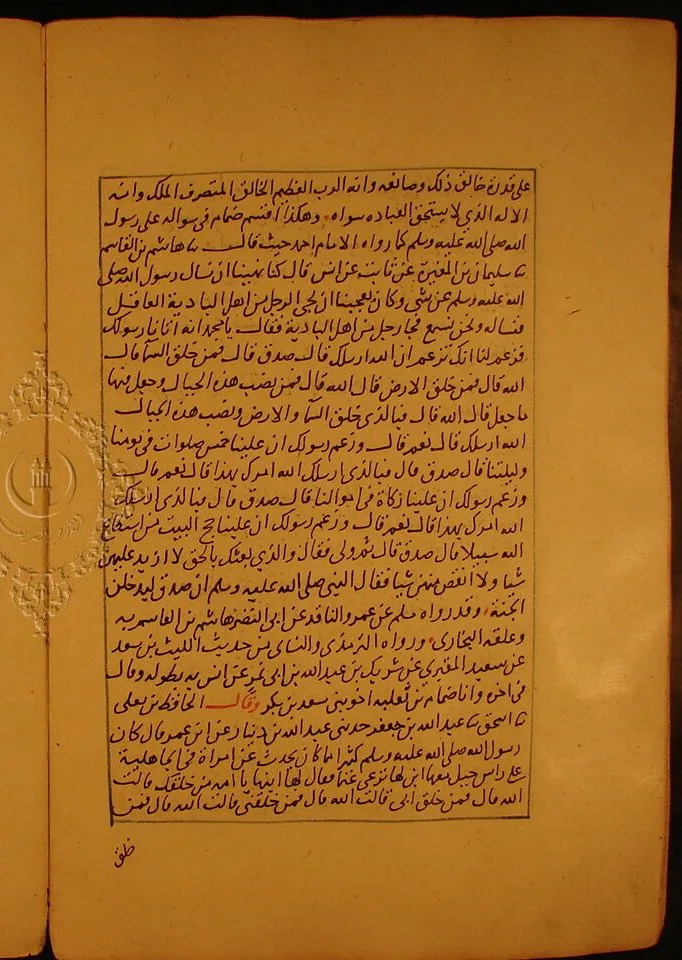 على قدرة خالق ذلك وصانعه وانه الرب العظيم الخالق المتصرف الملك وانه
الاله الذي لا يستحق العباده سواه وهكذا اقسم ضمام في سواله على رسول
الله صلى الله عليه وسلم كما رواه الامام احمد حيث قال ثنا هاشم بن القاسم
ثنا سليمان بن المغيرة عن ثابت عن انس قال كنا نهينا ان نسال رسول الله صلى
الله عليه وسلم عن شي وكان يعجبنا ان يجي الرجل من اهل البادية العاقل
فيساله ونحن نسمع فجا رجل من اهل البادية فقال يا محمد انه اتانا رسولك
فزعم لنا انك تزعم ان الله ارسلك قال صدق قال فمن خلق السما قال
الله قال فمن خلق الارض قال الله قال فمن نصب هذه الجبال وجعل فيها
ما جعل قال الله قال فبالذي خلق السما والارض ونصب هذه الجبال
الله ارسلك قال نعم قال وزعم رسولك ان علينا خمس صلوات في يومنا
وليلتنا قال صدق قال فبالذي ارسلك الله امرك بهذا قال نعم قال
وزعم رسولك ان علينا زكاة في اموالنا قال صدق قال فبالذي ارسلك
الله امرك بهذا قال نعم قال وزعم رسولك ان علينا حج البيت من استطاع
الله سبيلا قال صدق قال ثم ولى فقال والذي بعثك بالحق لا ازيد عليهن
شيا ولا انقص منهن شيا فقال النبي صلى الله عليه وسلم ان صدق ليدخلن
الجنة وقد رواه مسلم عن عمرو الناقد عن ابي النضر هاشم بن القاسم به
وعلقه البخاري ورواه الترمذي والنساي من حديث الليث بن سعد
عن سعيد المقبري عن شريك بن عبد الله بن ابي نمر عن انس به بطوله وقال
في اخره وانا ضمام بن ثعلبه اخو بني سعد بن بكر وقال الحافظ بن يعلى
ثنا اسحق ثنا عبد الله بن جعفر حدثني عبد الله بن دينار عن ابن عمر قال كان
رسول الله صلى الله عليه وسلم كثيرا ما كان يحدث عن امراة في الجاهلية
على راس جبل معها ابن لها ترعى غنما فقال لها ابنها يا امه من خلقك قالت
الله قال فمن خلق ابي قالت الله قال فمن خلقني قالت الله قال فمن
خلق